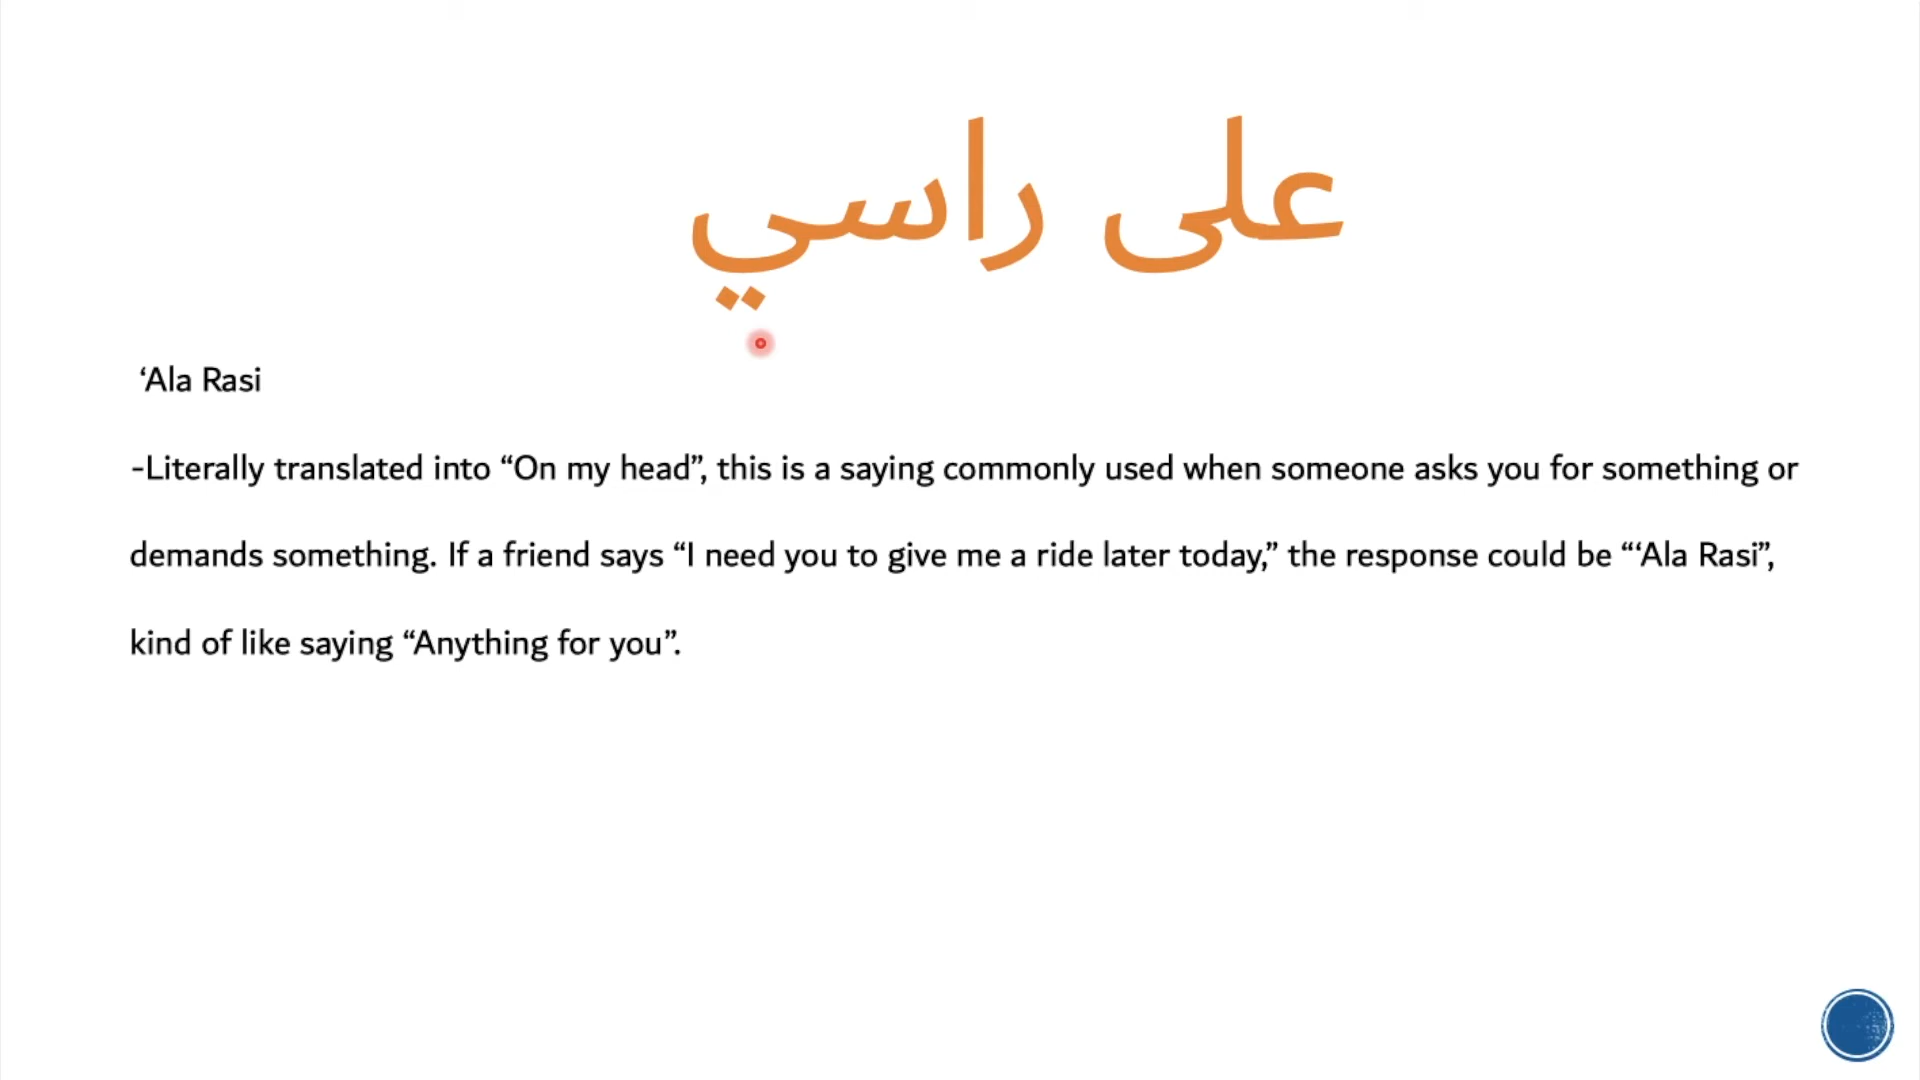 على راسي
‘Ala Rasi
-Literally translated into “On my head”, this is a saying commonly used when someone asks you for something or
demands something. If a friend says “I need you to give me a ride later today,” the response could be “‘Ala Rasi”,
kind of like saying “Anything for you”.